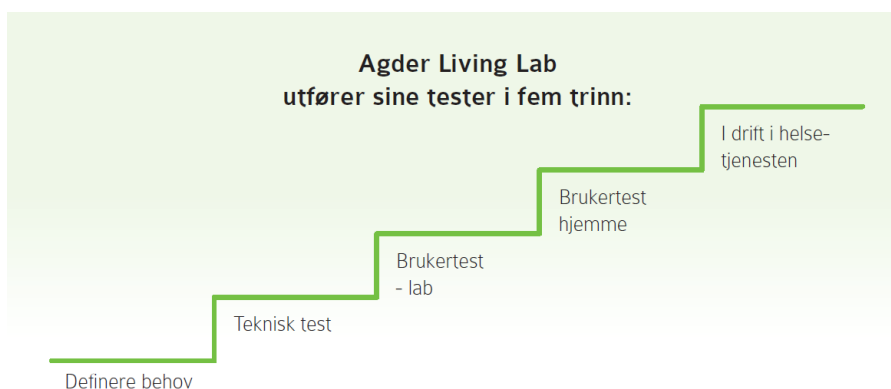 Agder Living Lab
utfører sine tester i fem trinn:
I drift i helse-
tjenesten
Brukertest
hjemme
Brukertest
- lab
Teknisk test
Definere behov